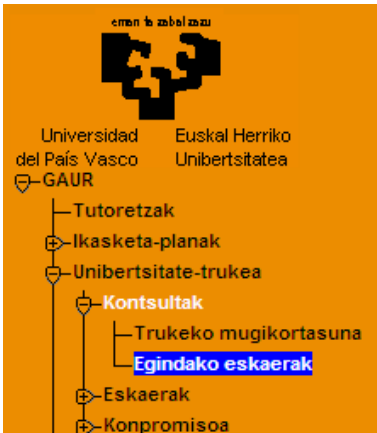 eman ta zabal zazu
Universidad Euskal Herriko
del País Vasco Unibertsitatea
GAUR
Tutoretzak
Ikasketa-planak
Unibertsitate-trukea
Kontsultak
Trukeko mugikortasuna
Egindako eskaerak
Eskaerak
Konpromisoa